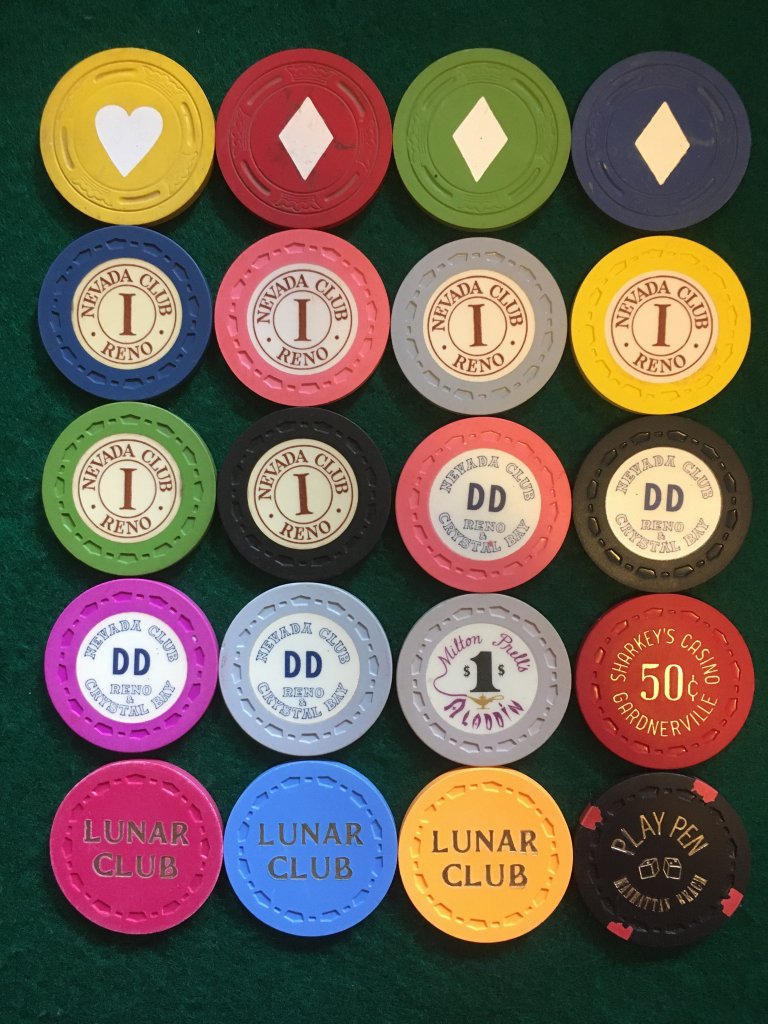 NEVADA CLUB
I
RENO
NEVADA CLUB
I
RENO
NEVADA CLUB
I
RENO
NEVADA CLUB
I
RENO
NEVADA CLUB
I
RENO
NEVADA CLUB
I
RENO
NEVADA CLUB
DD
RENO
&
CRYSTAL BAY
NEVADA CLUB
DD
RENO
&
CRYSTAL BAY
NEVADA CLUB
DD
RENO
&
CRYSTAL BAY
NEVADA CLUB
DD
RENO
&
CRYSTAL BAY
Milton Prell's
$1$
ALADDIN
SHARKEY'S CASINO
50¢
GARDNERVILLE
LUNAR
CLUB
LUNAR
CLUB
LUNAR
CLUB
PLAY PEN
MANHATTAN BEACH